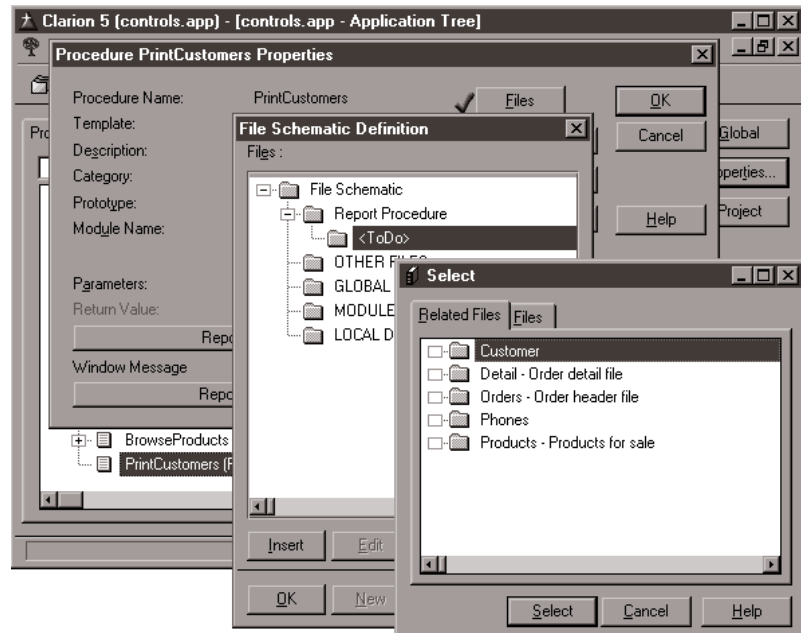 Clarion 5 (controls.app) - [controls.app - Application Tree]
Procedure PrintCustomers Properties
Procedure Name: PrintCustomers Files OK
Template:
Description:
Category:
Prototype:
Module Name:
Parameters:
Return Value:
Window Message
Cancel
Help
Global
Project
BrowseProducts
PrintCustomers
File Schematic Definition
Files :
File Schematic
Report Procedure
<ToDo>
OTHER
GLOBAL
LOCAL
Insert Edit
OK New
Select
Related Files Files
Customer
Detail - Order detail file
Orders - Order header file
Phones
Products - Products for sale
Select Cancel Help